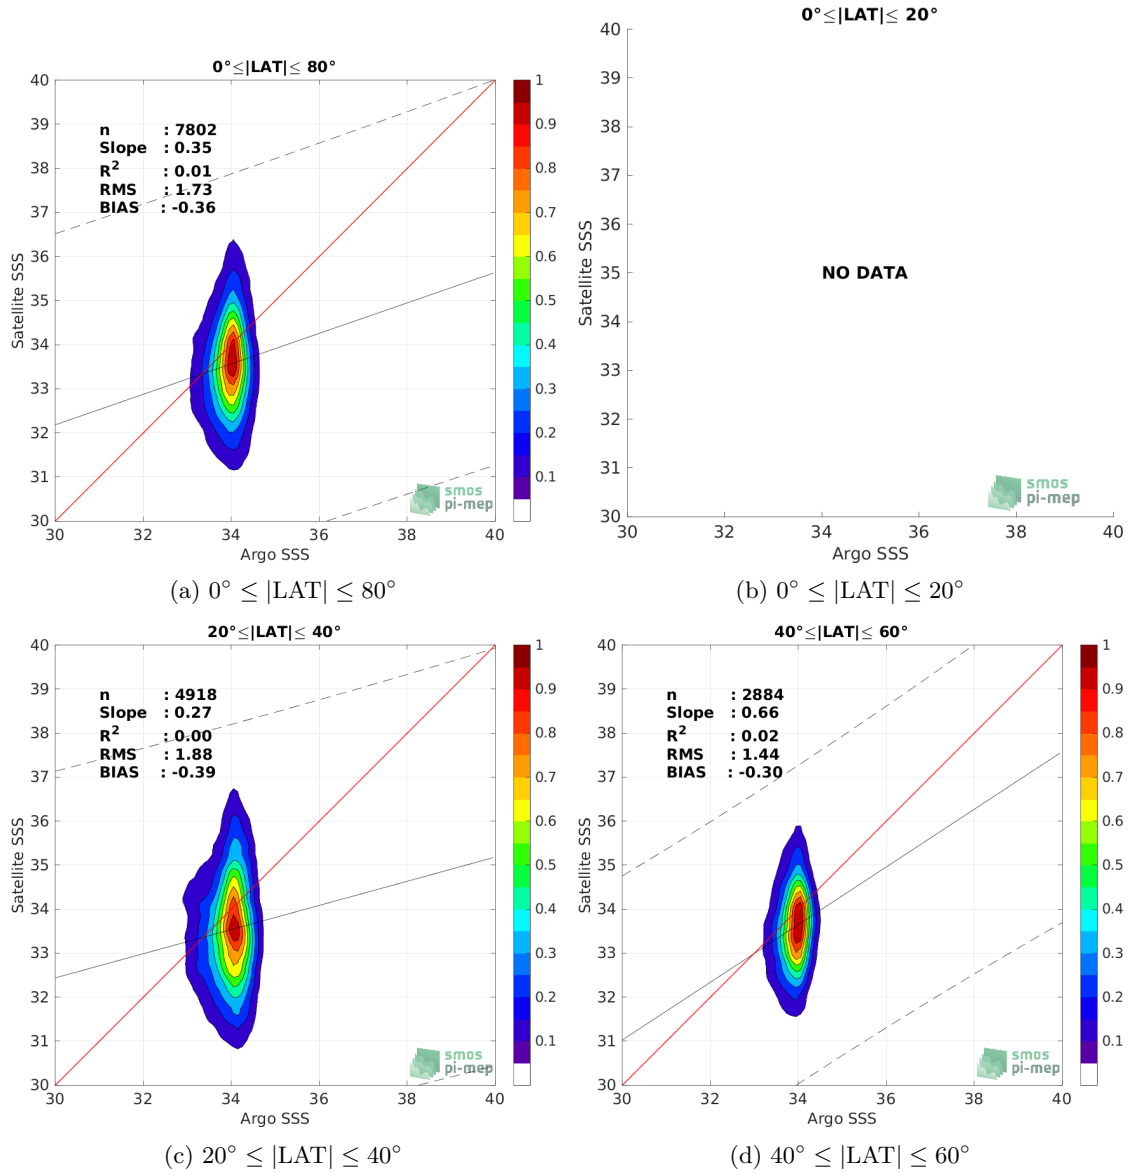 0°≤|LAT|≤ 80°
40
39
38
37
36
35
34
33
32
31
30
30
32
34
36
38
40
Satellite SSS
Argo SSS
n : 7802
Slope : 0.35
R² : 0.01
RMS : 1.73
BIAS : -0.36
1
0.9
0.8
0.7
0.6
0.5
0.4
0.3
0.2
0.1
smos
pi-mep
(a) 0° ≤ |LAT| ≤ 80°
0°≤|LAT|≤ 20°
40
39
38
37
36
35
34
33
32
31
30
30
32
34
36
38
40
Satellite SSS
Argo SSS
NO DATA
smos
pi-mep
(b) 0° ≤ |LAT| ≤ 20°
20°≤|LAT|≤ 40°
40
39
38
37
36
35
34
33
32
31
30
30
32
34
36
38
40
Satellite SSS
Argo SSS
n : 4918
Slope : 0.27
R² : 0.00
RMS : 1.88
BIAS : -0.39
1
0.9
0.8
0.7
0.6
0.5
0.4
0.3
0.2
0.1
smos
pi-mep
(c) 20° ≤ |LAT| ≤ 40°
40°≤|LAT|≤ 60°
40
39
38
37
36
35
34
33
32
31
30
30
32
34
36
38
40
Satellite SSS
Argo SSS
n : 2884
Slope : 0.66
R² : 0.02
RMS : 1.44
BIAS : -0.30
1
0.9
0.8
0.7
0.6
0.5
0.4
0.3
0.2
0.1
smos
pi-mep
(d) 40° ≤ |LAT| ≤ 60°